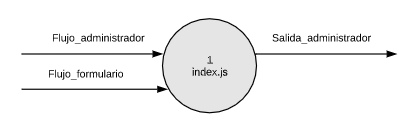 Flujo_administrador
Salida_administrador
1
index.js
Flujo_formulario